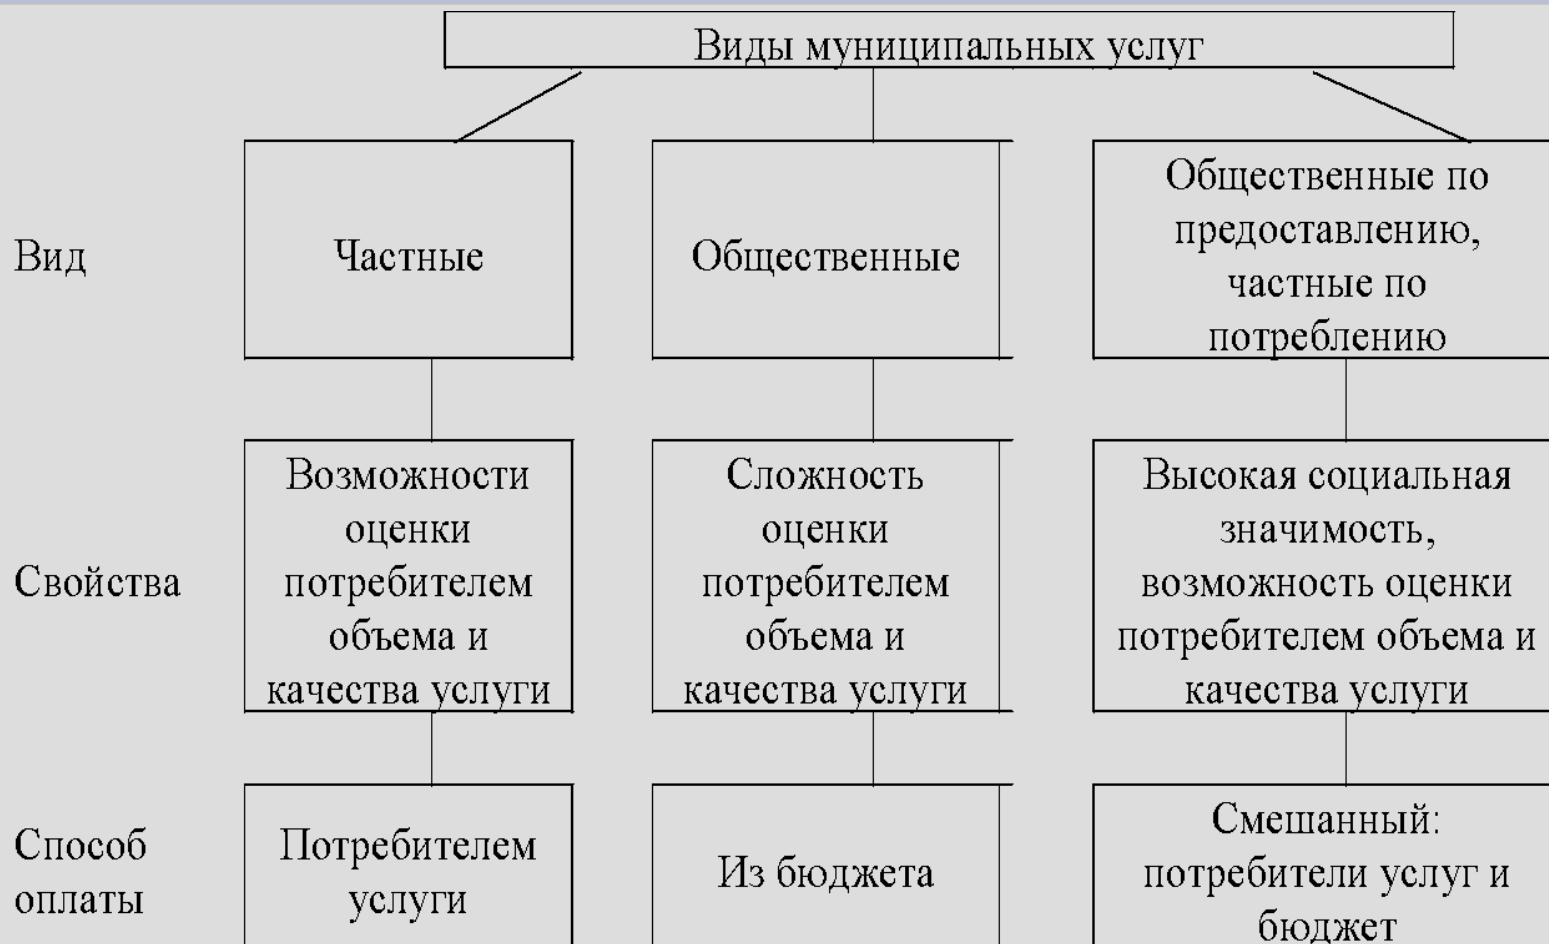 Виды муниципальных услуг
Вид
Частные
Общественные
Общественные по
предоставлению,
частные по
потреблению
Свойства
Возможности
оценки
потребителем
объема и
качества услуги
Сложность
оценки
потребителем
объема и
качества услуги
Высокая социальная
значимость,
возможность оценки
потребителем объема и
качества услуги
Способ
оплаты
Потребителем
услуги
Из бюджета
Смешанный:
потребители услуг и
бюджет